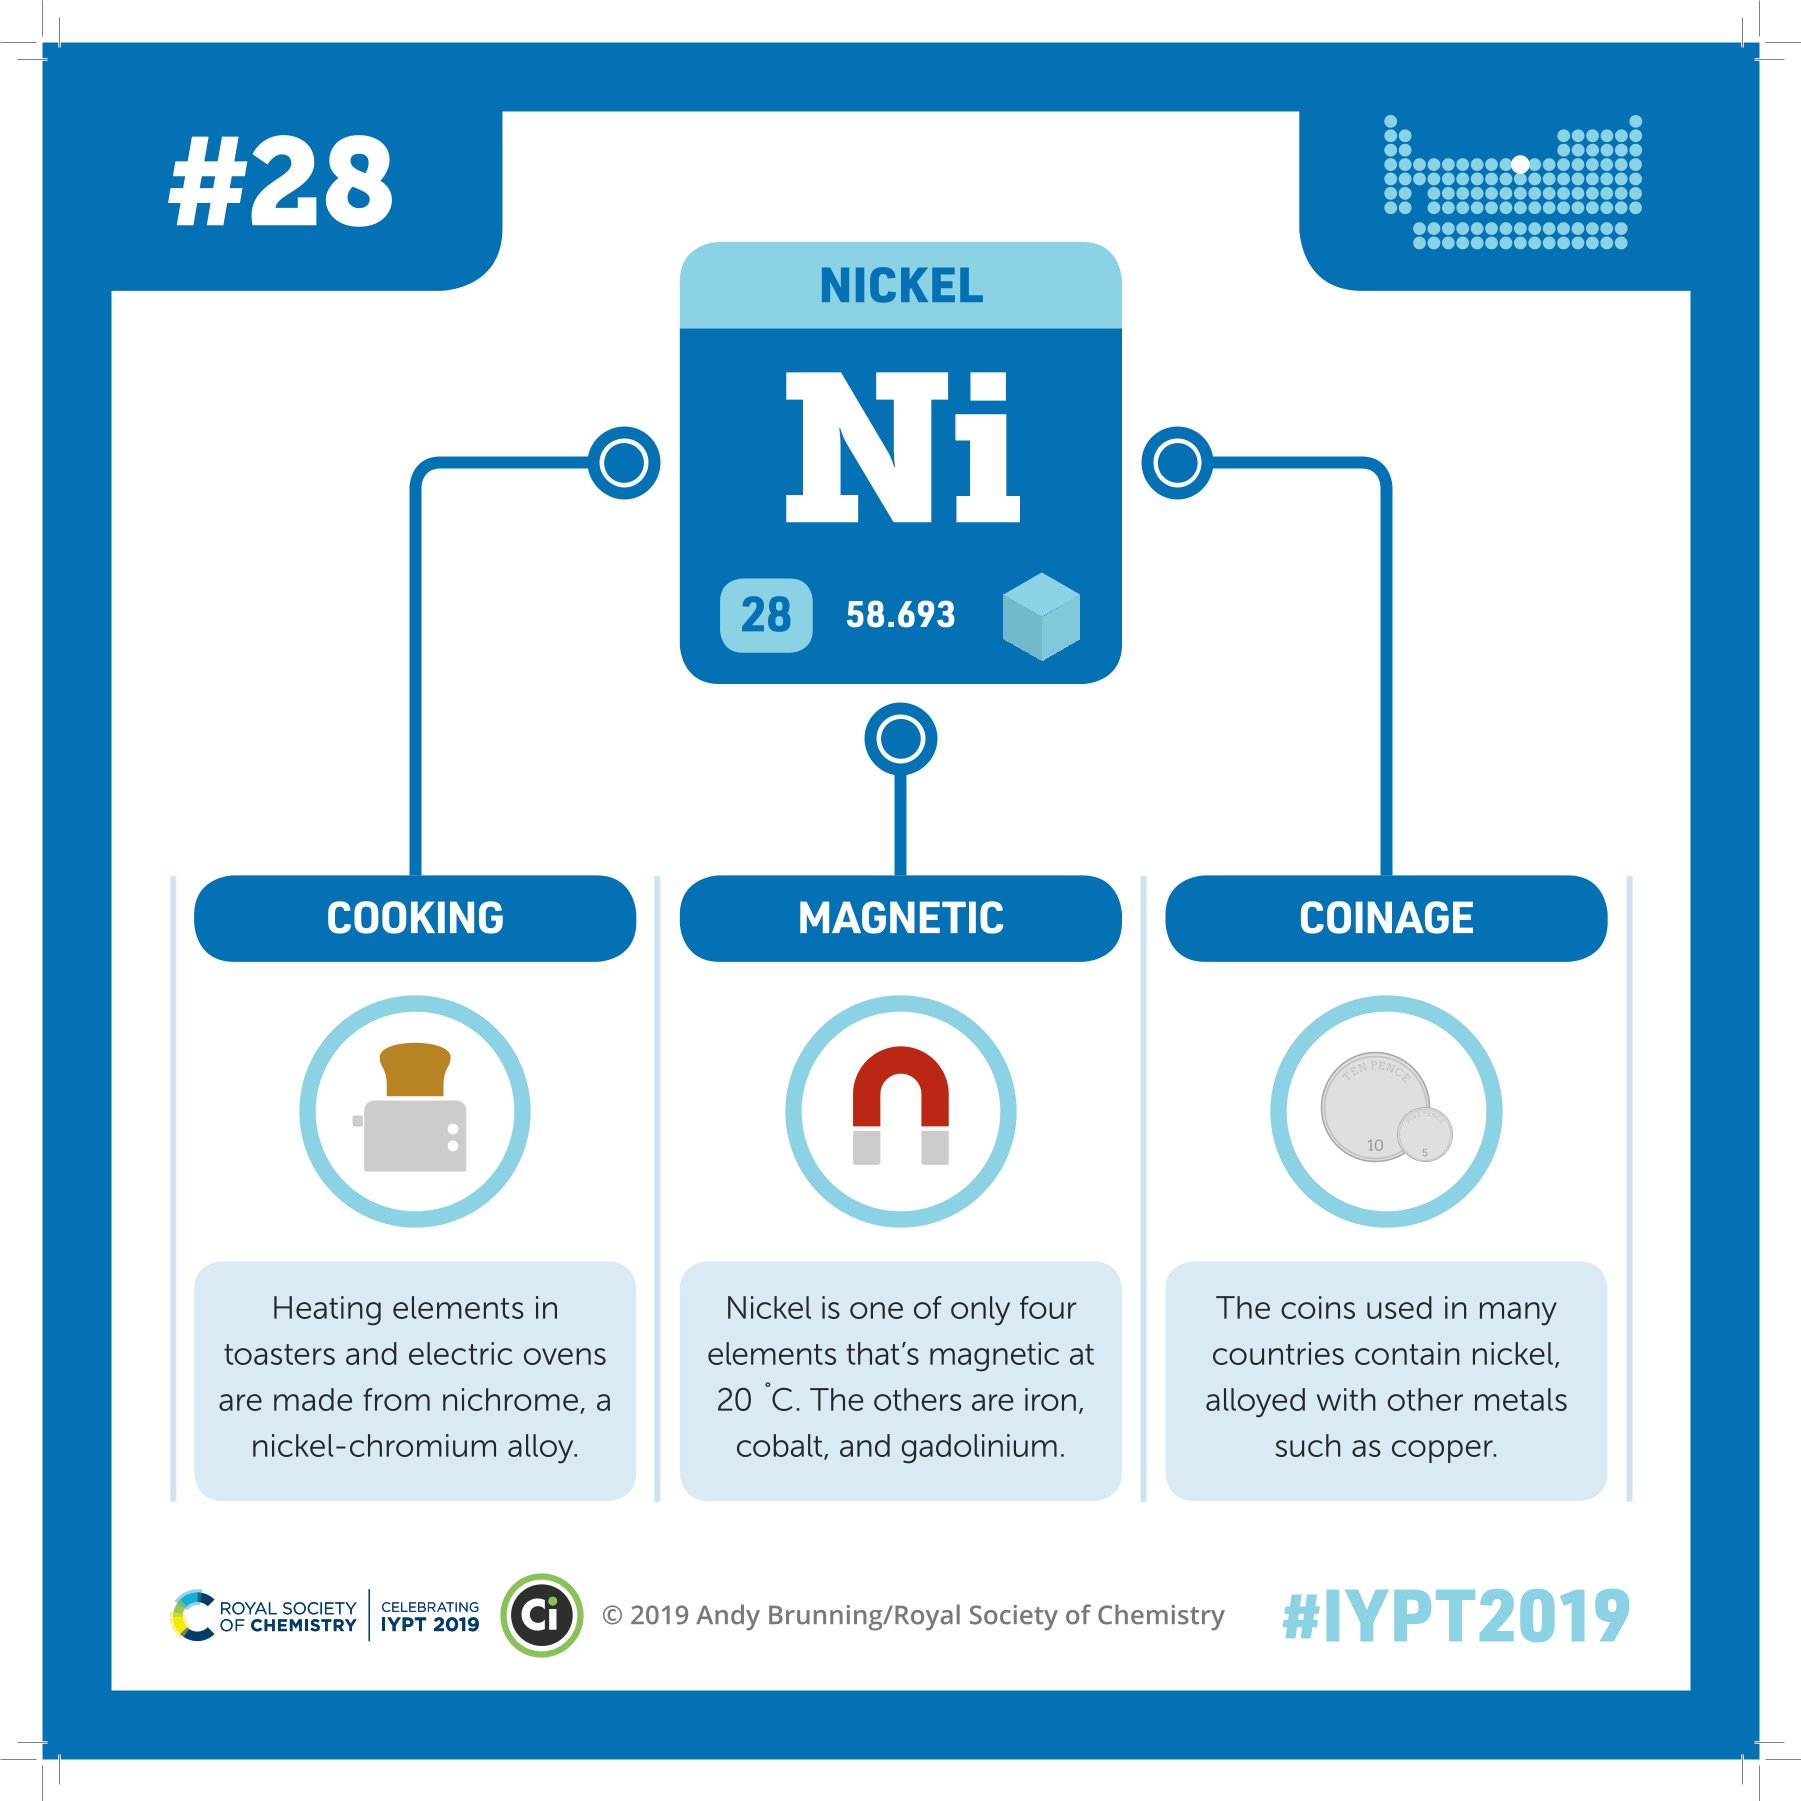 #28
NICKEL
Ni
28 58.693
COOKING
MAGNETIC
COINAGE
TEN PENCE
10
FIVE PENCE
5
Heating elements in
toasters and electric ovens
are made from nichrome, a
nickel-chromium alloy.
Nickel is one of only four
elements that's magnetic at
20 °C. The others are iron,
cobalt, and gadolinium.
The coins used in many
countries contain nickel,
alloyed with other metals
such as copper.
ROYAL SOCIETY
OF CHEMISTRY
CELEBRATING
IYPT 2019
Ci
© 2019 Andy Brunning/Royal Society of Chemistry
#IYPT2019